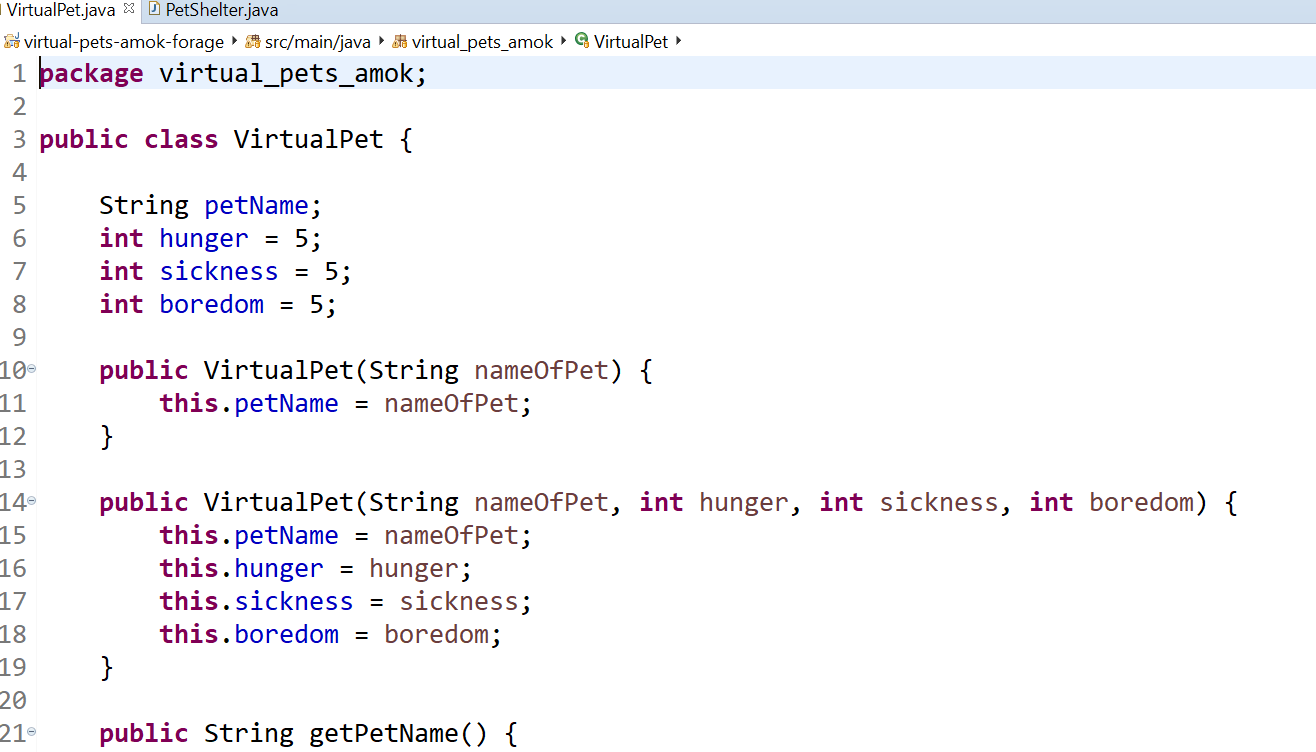 VirtualPet.java PetShelter.java
virtual-pets-amok-forage src/main/java virtual_pets_amok VirtualPet
1 package virtual_pets_amok;
2
3 public class VirtualPet {
4
5     String petName;
6     int hunger = 5;
7     int sickness = 5;
8     int boredom = 5;
9
10     public VirtualPet(String nameOfPet) {
11         this.petName = nameOfPet;
12     }
13
14     public VirtualPet(String nameOfPet, int hunger, int sickness, int boredom) {
15         this.petName = nameOfPet;
16         this.hunger = hunger;
17         this.sickness = sickness;
18         this.boredom = boredom;
19     }
20
21     public String getPetName() {